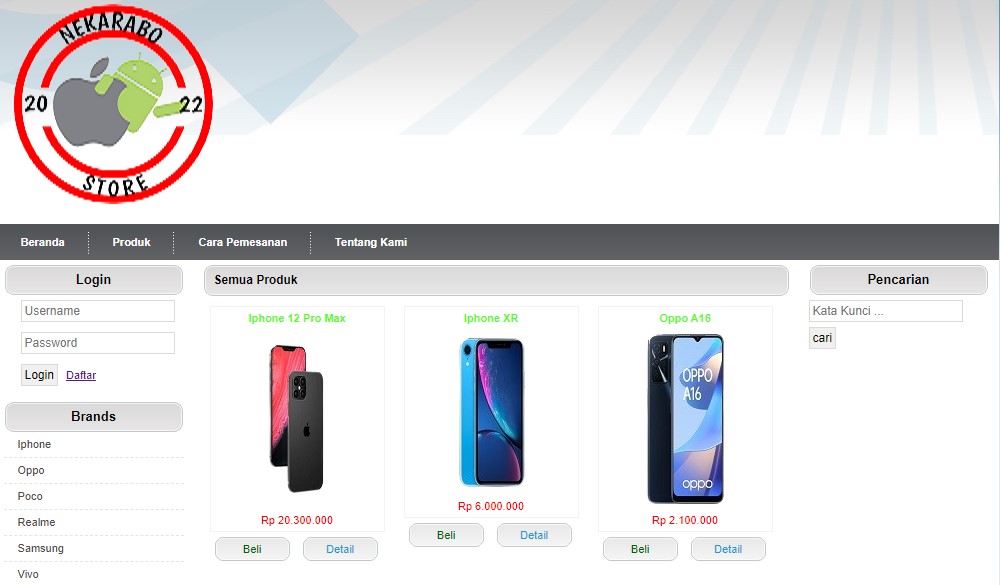 NEKARABO
20 22
STORE
Beranda
Produk
Cara Pemesanan
Tentang Kami
Login
Username
Password
Login Daftar
Brands
Iphone
Oppo
Poco
Realme
Samsung
Vivo
Semua Produk
Iphone 12 Pro Max
Rp 20.300.000
Beli
Detail
Iphone XR
Rp 6.000.000
Beli
Detail
Oppo A16
OPPO
A16
oppo
Rp 2.100.000
Beli
Detail
Pencarian
Kata Kunci ...
cari